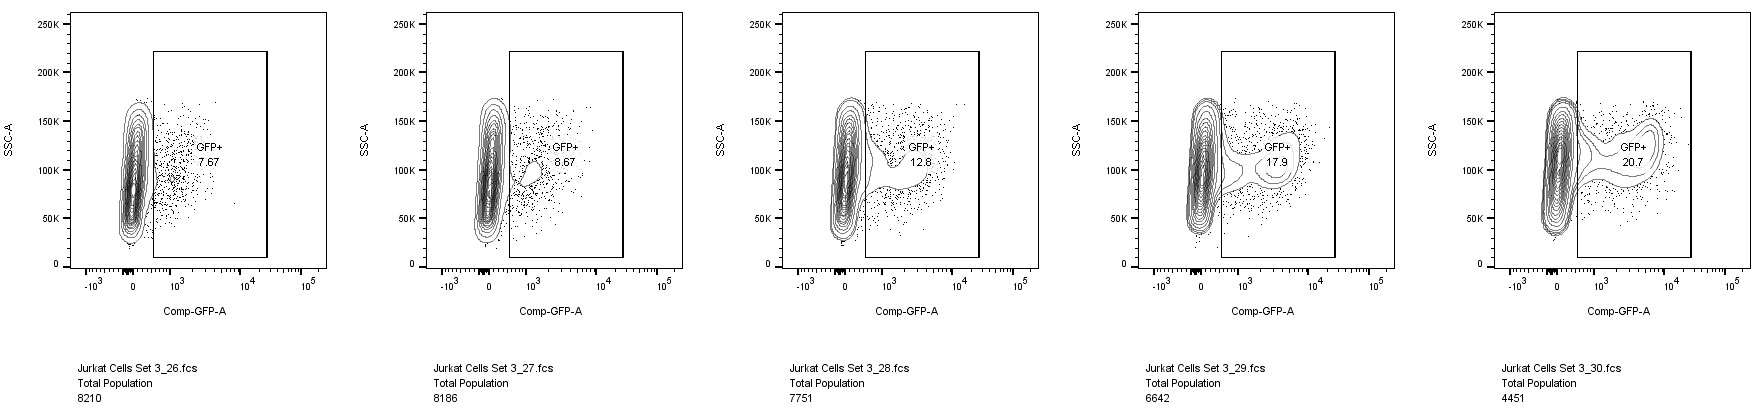 250K
200K
150K
100K
50K
0
SSC-A
GFP+
7.67
-10^3 0 10^3 10^4 10^5
Comp-GFP-A
Jurkat Cells Set 3_26.fcs
Total Population
8210
250K
200K
150K
100K
50K
0
SSC-A
GFP+
8.67
-10^3 0 10^3 10^4 10^5
Comp-GFP-A
Jurkat Cells Set 3_27.fcs
Total Population
8186
250K
200K
150K
100K
50K
0
SSC-A
GFP+
12.8
-10^3 0 10^3 10^4 10^5
Comp-GFP-A
Jurkat Cells Set 3_28.fcs
Total Population
7751
250K
200K
150K
100K
50K
0
SSC-A
GFP+
17.9
-10^3 0 10^3 10^4 10^5
Comp-GFP-A
Jurkat Cells Set 3_29.fcs
Total Population
6642
250K
200K
150K
100K
50K
0
SSC-A
GFP+
20.7
-10^3 0 10^3 10^4 10^5
Comp-GFP-A
Jurkat Cells Set 3_30.fcs
Total Population
4451